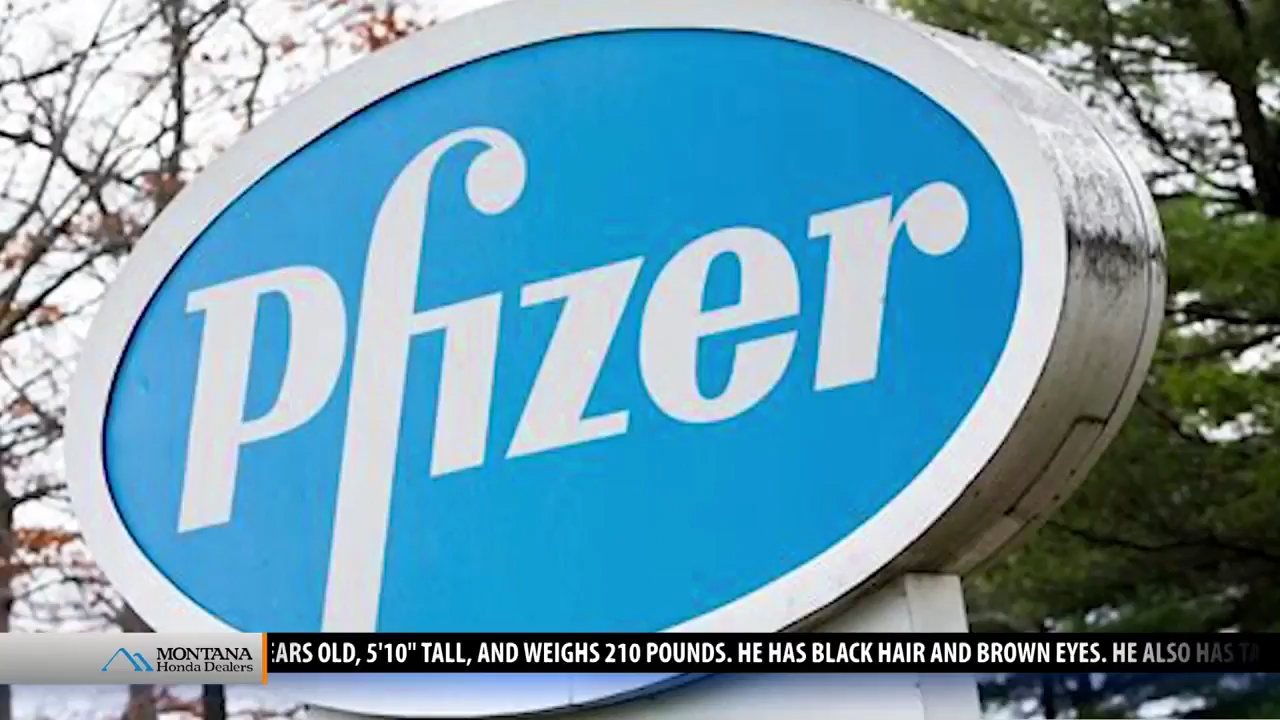 Pfizer
MONTANA
Honda Dealers
EARS OLD, 5'10" TALL, AND WEIGHS 210 POUNDS. HE HAS BLACK HAIR AND BROWN EYES. HE ALSO HAS